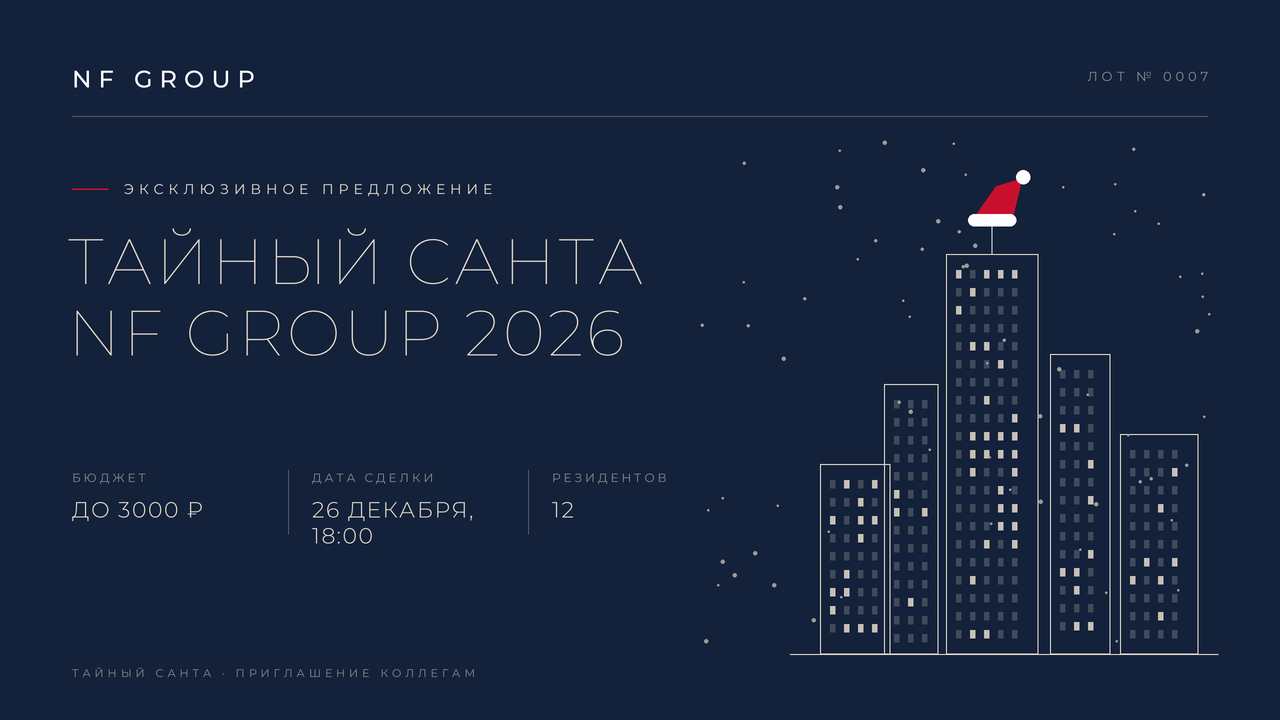 NF GROUP
ЛОТ № 0007
ЭКСКЛЮЗИВНОЕ ПРЕДЛОЖЕНИЕ
ТАЙНЫЙ САНТА
NF GROUP 2026
БЮДЖЕТ
ДО 3000 ₽
ДАТА СДЕЛКИ
26 ДЕКАБРЯ,
18:00
РЕЗИДЕНТОВ
12
ТАЙНЫЙ САНТА · ПРИГЛАШЕНИЕ КОЛЛЕГАМ